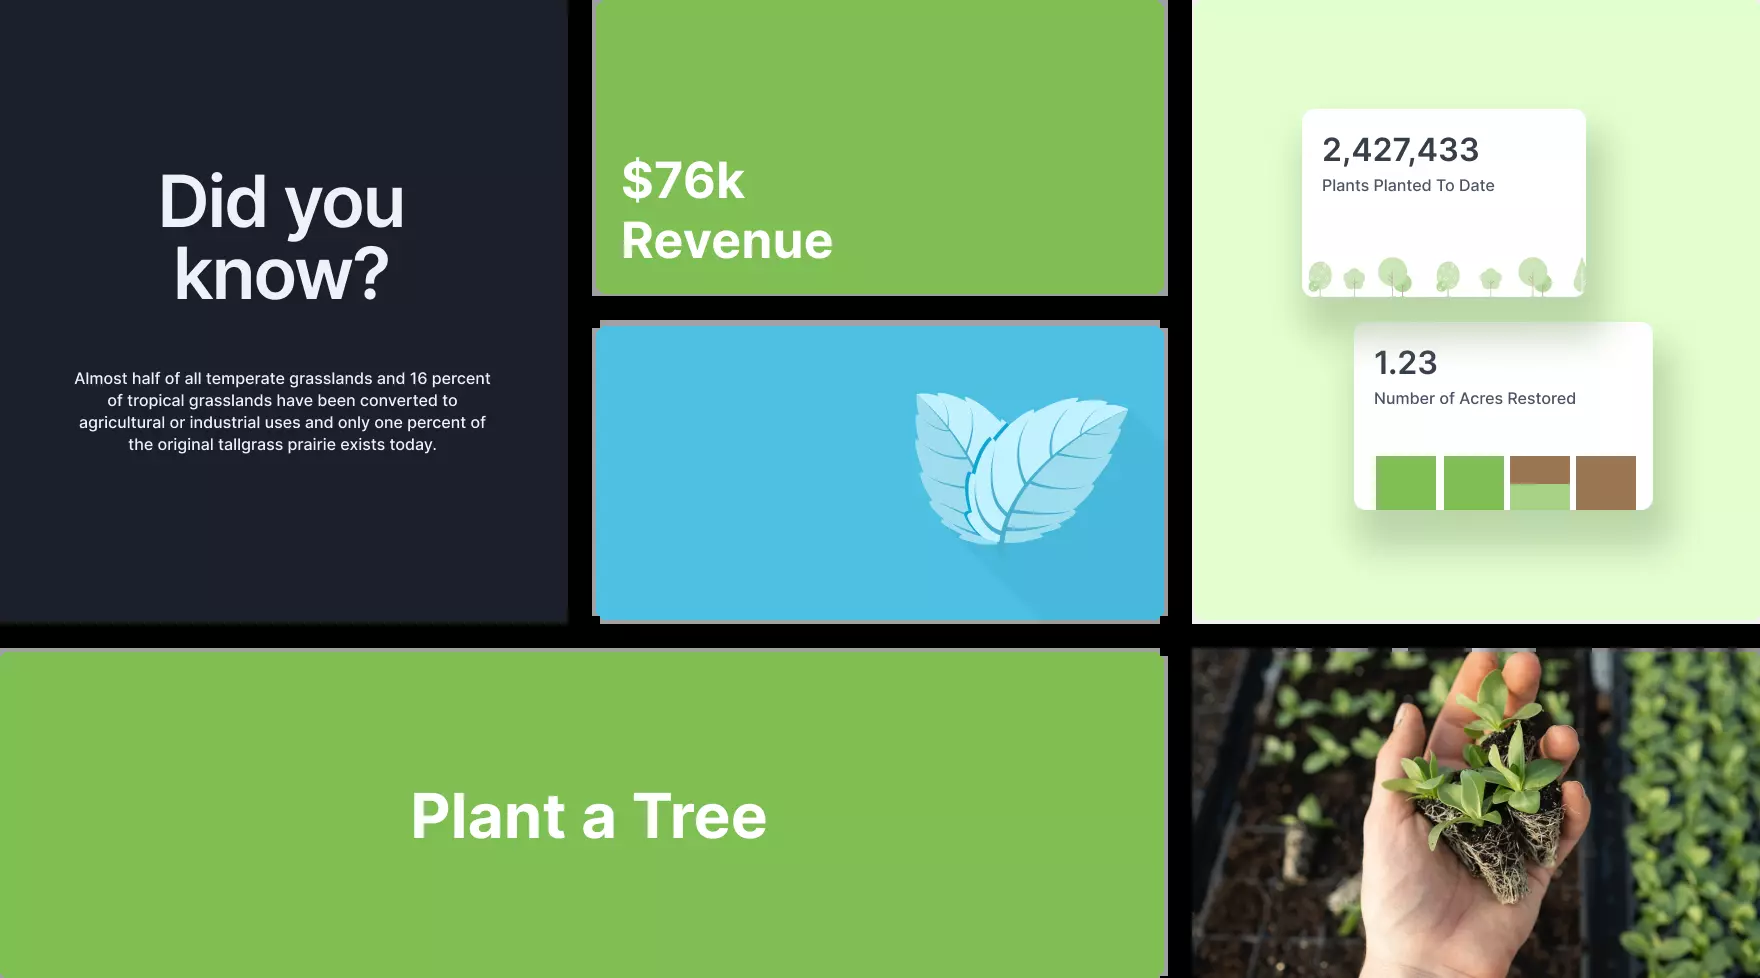 Did you
know?
Almost half of all temperate grasslands and 16 percent
of tropical grasslands have been converted to
agricultural or industrial uses and only one percent of
the original tallgrass prairie exists today.
$76k
Revenue
2,427,433
Plants Planted To Date
1.23
Number of Acres Restored
Plant a Tree